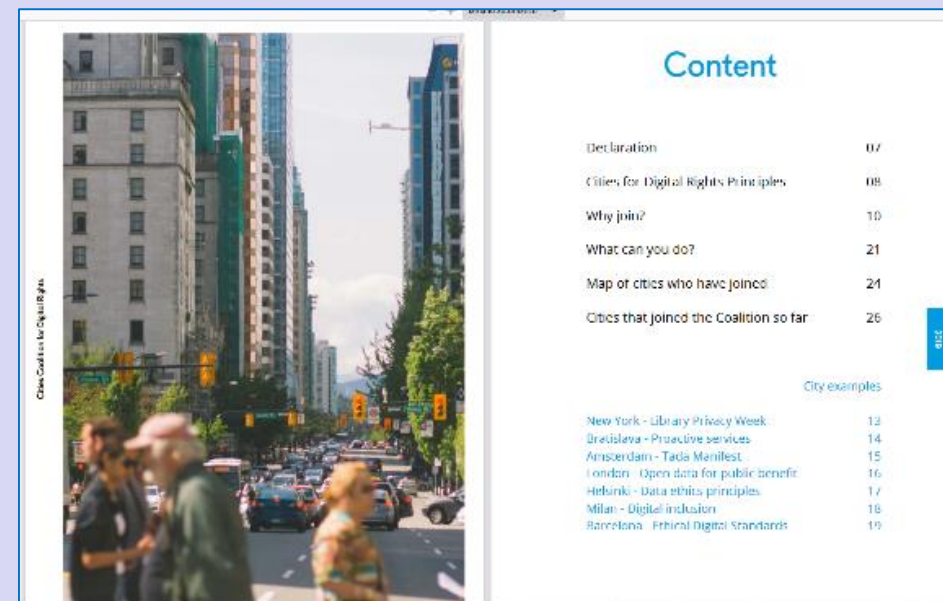 Cities Coalition for Digital Rights
Content
Declaration 07
Cities for Digital Rights Principles 08
Why join? 10
What can you do? 21
Map of cities who have joined 24
Cities that joined the Coalition so far 26
City examples
New York - Library Privacy Week 13
Bratislava - Proactive services 14
Amsterdam - Tada Manifest 15
London - Open data for public benefit 16
Helsinki - Data ethics principles 17
Milan - Digital inclusion 18
Barcelona - Ethical Digital Standards 19